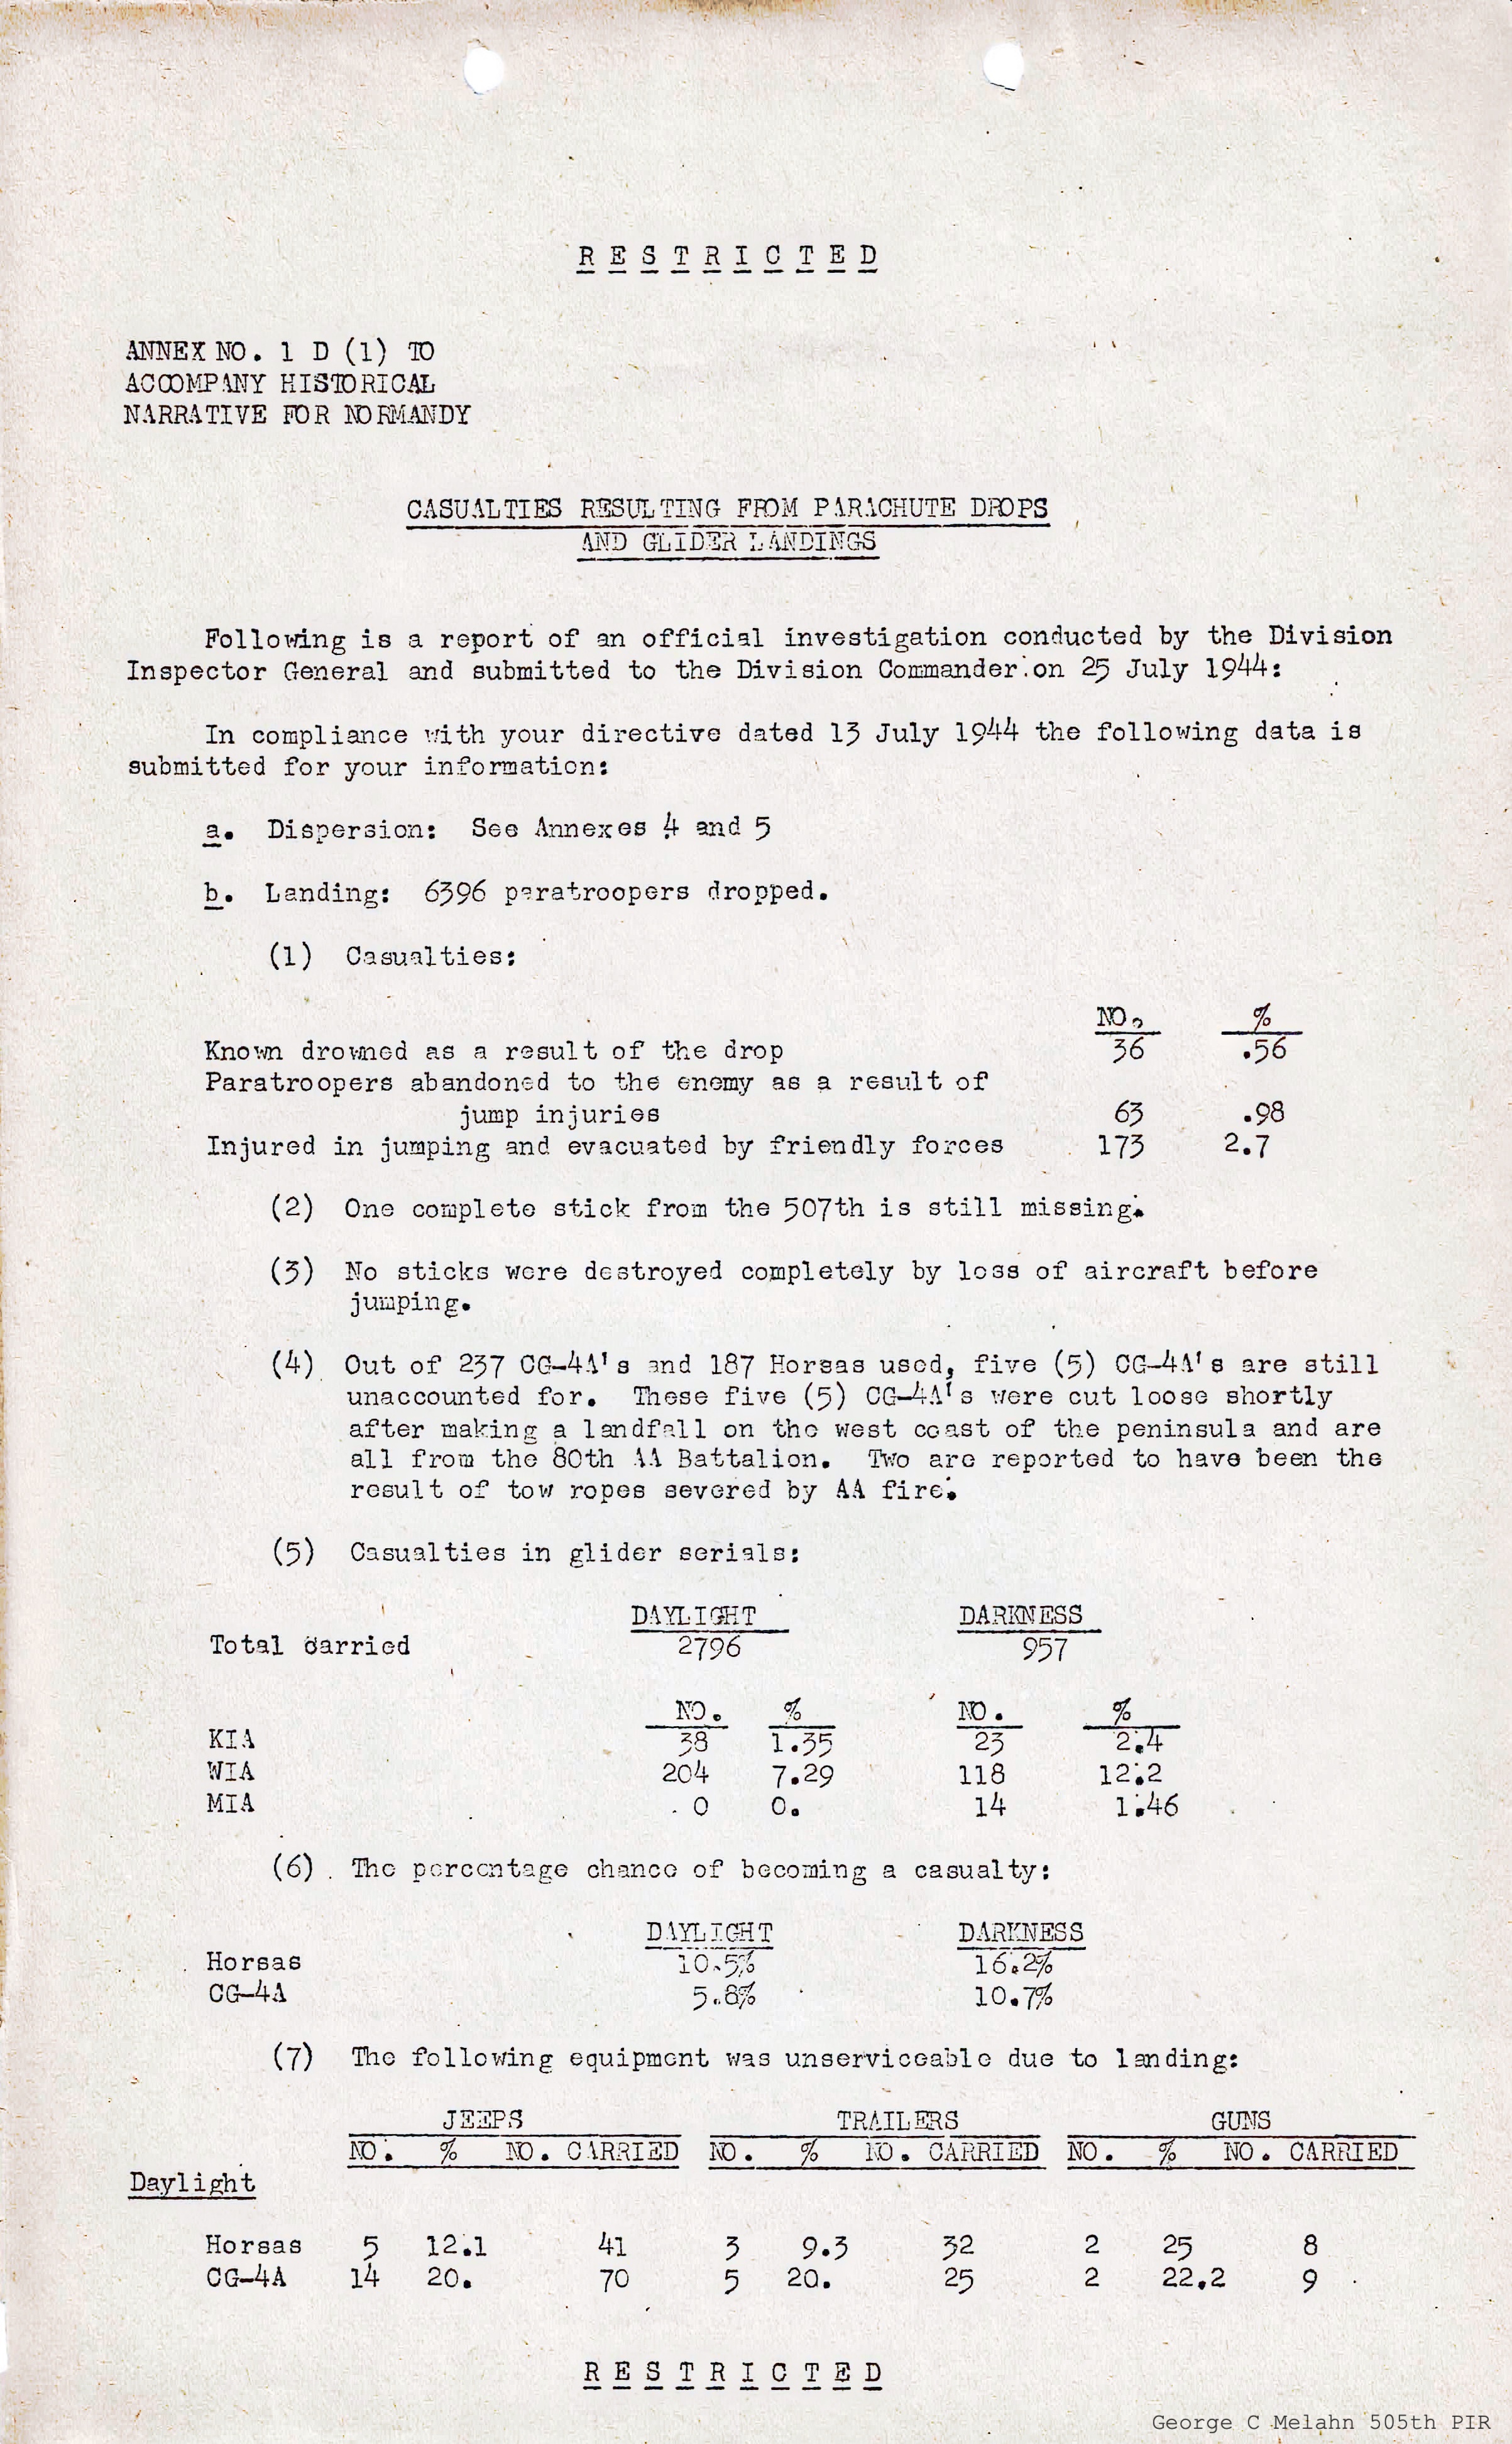 RESTRICTED
ANNEX NO. 1 D (1) TO
ACCOMPANY HISTORICAL
NARRATIVE FOR NORMANDY
CASUALTIES RESULTING FROM PARACHUTE DROPS
AND GLIDER LANDINGS
Following is a report of an official investigation conducted by the Division
Inspector General and submitted to the Division Commander on 25 July 1944:
In compliance with your directive dated 13 July 1944 the following data is
submitted for your information:
a. Dispersion: See Annexes 4 and 5
b. Landing: 6396 paratroopers dropped.
(1) Casualties:
NO. %
Known drowned as a result of the drop 36 .56
Paratroopers abandoned to the enemy as a result of
jump injuries 63 .98
Injured in jumping and evacuated by friendly forces 173 2.7
(2) One complete stick from the 507th is still missing.
(3) No sticks were destroyed completely by loss of aircraft before
jumping.
(4) Out of 237 CG-4A's and 187 Horsas used, five (5) CG-4A's are still
unaccounted for. These five (5) CG-4A's were cut loose shortly
after making a landfall on the west coast of the peninsula and are
all from the 80th AA Battalion. Two are reported to have been the
result of tow ropes severed by AA fire.
(5) Casualties in glider serials:
DAYLIGHT DARKNESS
Total carried 2796 957
NO. % NO. %
KIA 38 1.35 23 2.4
WIA 204 7.29 118 12.2
MIA 0 0. 14 1.46
(6) The percentage chance of becoming a casualty:
DAYLIGHT DARKNESS
Horsas 10.5% 16.2%
CG-4A 5.8% 10.7%
(7) The following equipment was unserviceable due to landing:
JEEPS TRAILERS GUNS
NO. % NO. CARRIED NO. % NO. CARRIED NO. % NO. CARRIED
Daylight
Horsas 5 12.1 41 3 9.3 32 2 25 8
CG-4A 14 20. 70 5 20. 25 2 22.2 9
RESTRICTED
George C Melahn 505th PIR